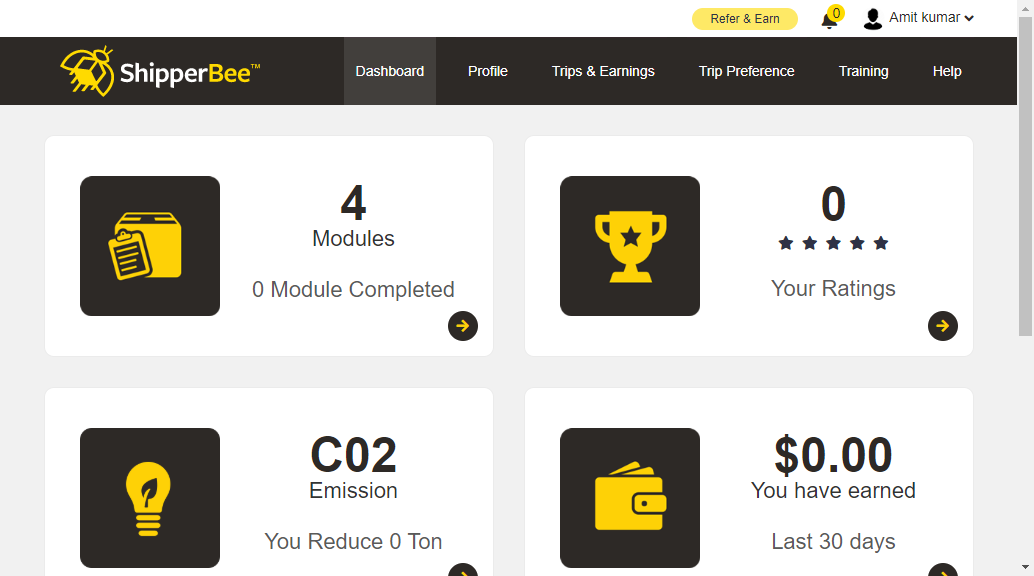 Refer & Earn
0
Amit kumar
ShipperBee™
Dashboard
Profile
Trips & Earnings
Trip Preference
Training
Help
4
Modules
0 Module Completed
0
Your Ratings
C02
Emission
You Reduce 0 Ton
$0.00
You have earned
Last 30 days